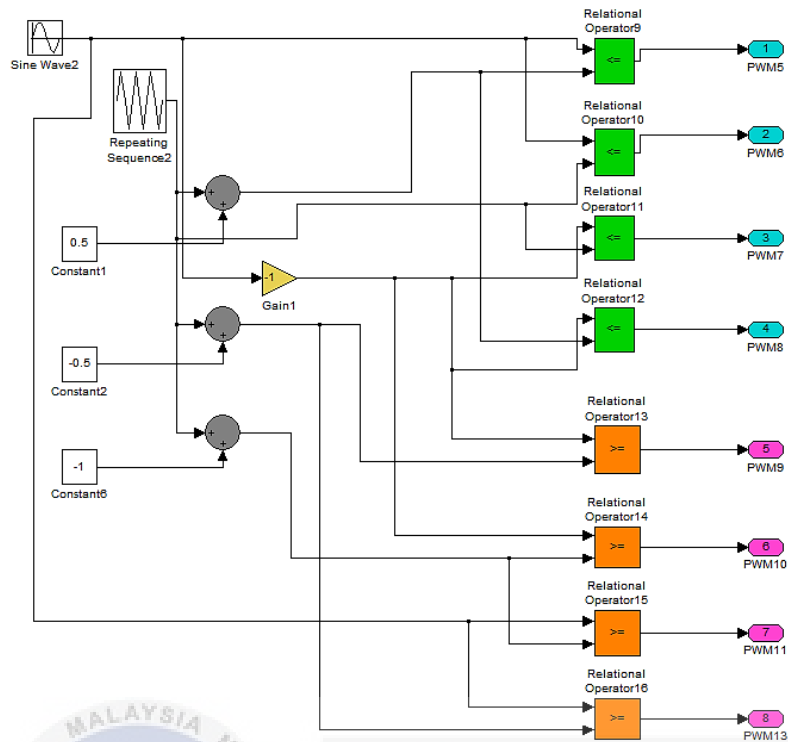 Relational
Operator9
<=
1
PWM5
Sine Wave2
Repeating
Sequence2
Relational
Operator10
<=
2
PWM6
+
+
Relational
Operator11
<=
3
PWM7
0.5
Constant1
-1
Gain1
Relational
Operator12
<=
4
PWM8
+
+
-0.5
Constant2
Relational
Operator13
>=
5
PWM9
+
+
-1
Constant6
Relational
Operator14
>=
6
PWM10
Relational
Operator15
>=
7
PWM11
Relational
Operator16
>=
8
PWM13
MALAYSIA